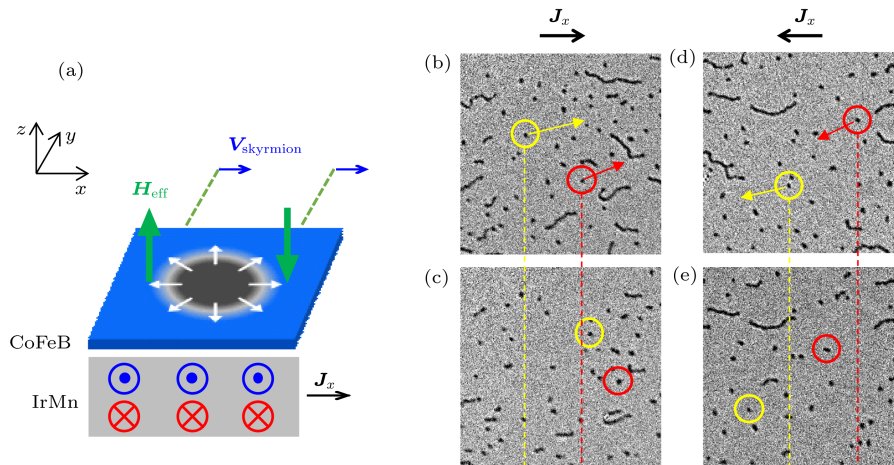 (a)
z
y
x
H_eff
V_skyrmion
CoFeB
IrMn
J_x
J_x
(b)
(c)
J_x
(d)
(e)